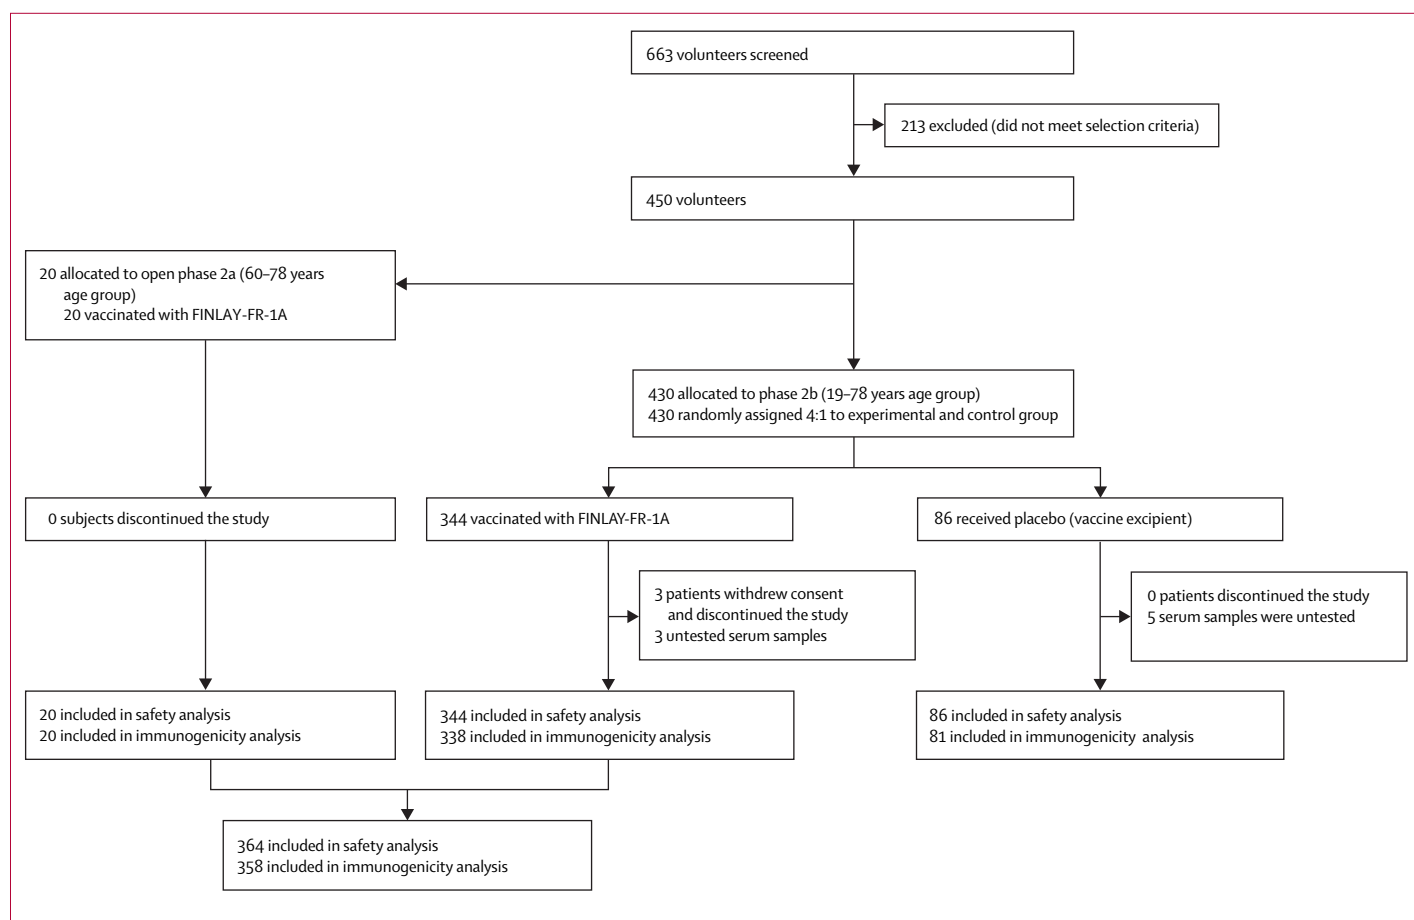 663 volunteers screened
213 excluded (did not meet selection criteria)
450 volunteers
20 allocated to open phase 2a (60–78 years
age group)
20 vaccinated with FINLAY-FR-1A
430 allocated to phase 2b (19–78 years age group)
430 randomly assigned 4:1 to experimental and control group
0 subjects discontinued the study
344 vaccinated with FINLAY-FR-1A
86 received placebo (vaccine excipient)
3 patients withdrew consent
and discontinued the study
3 untested serum samples
0 patients discontinued the study
5 serum samples were untested
20 included in safety analysis
20 included in immunogenicity analysis
344 included in safety analysis
338 included in immunogenicity analysis
86 included in safety analysis
81 included in immunogenicity analysis
364 included in safety analysis
358 included in immunogenicity analysis